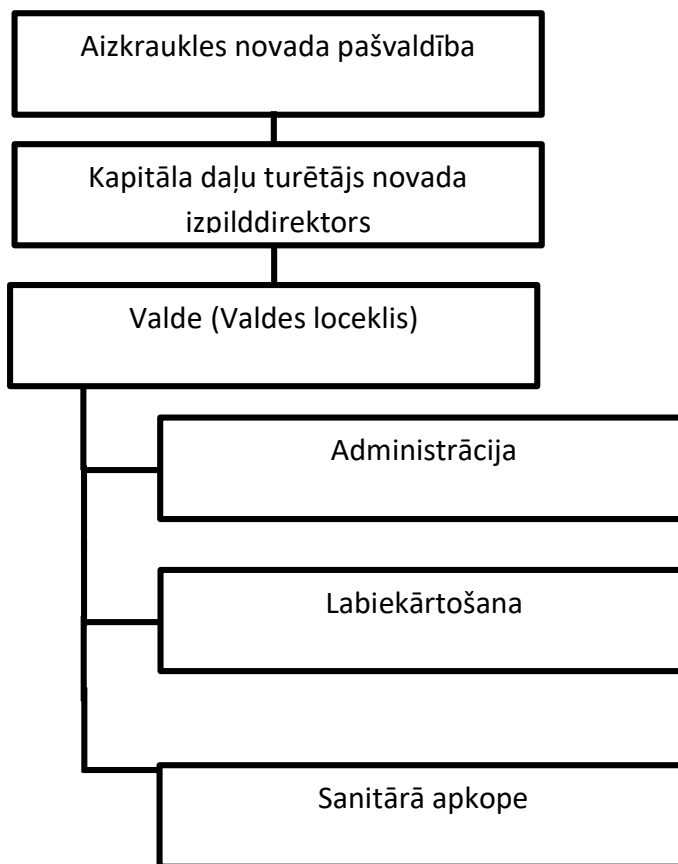 Aizkraukles novada pašvaldība
Kapitāla daļu turētājs novada
izpilddirektors
Valde (Valdes loceklis)
Administrācija
Labiekārtošana
Sanitārā apkope